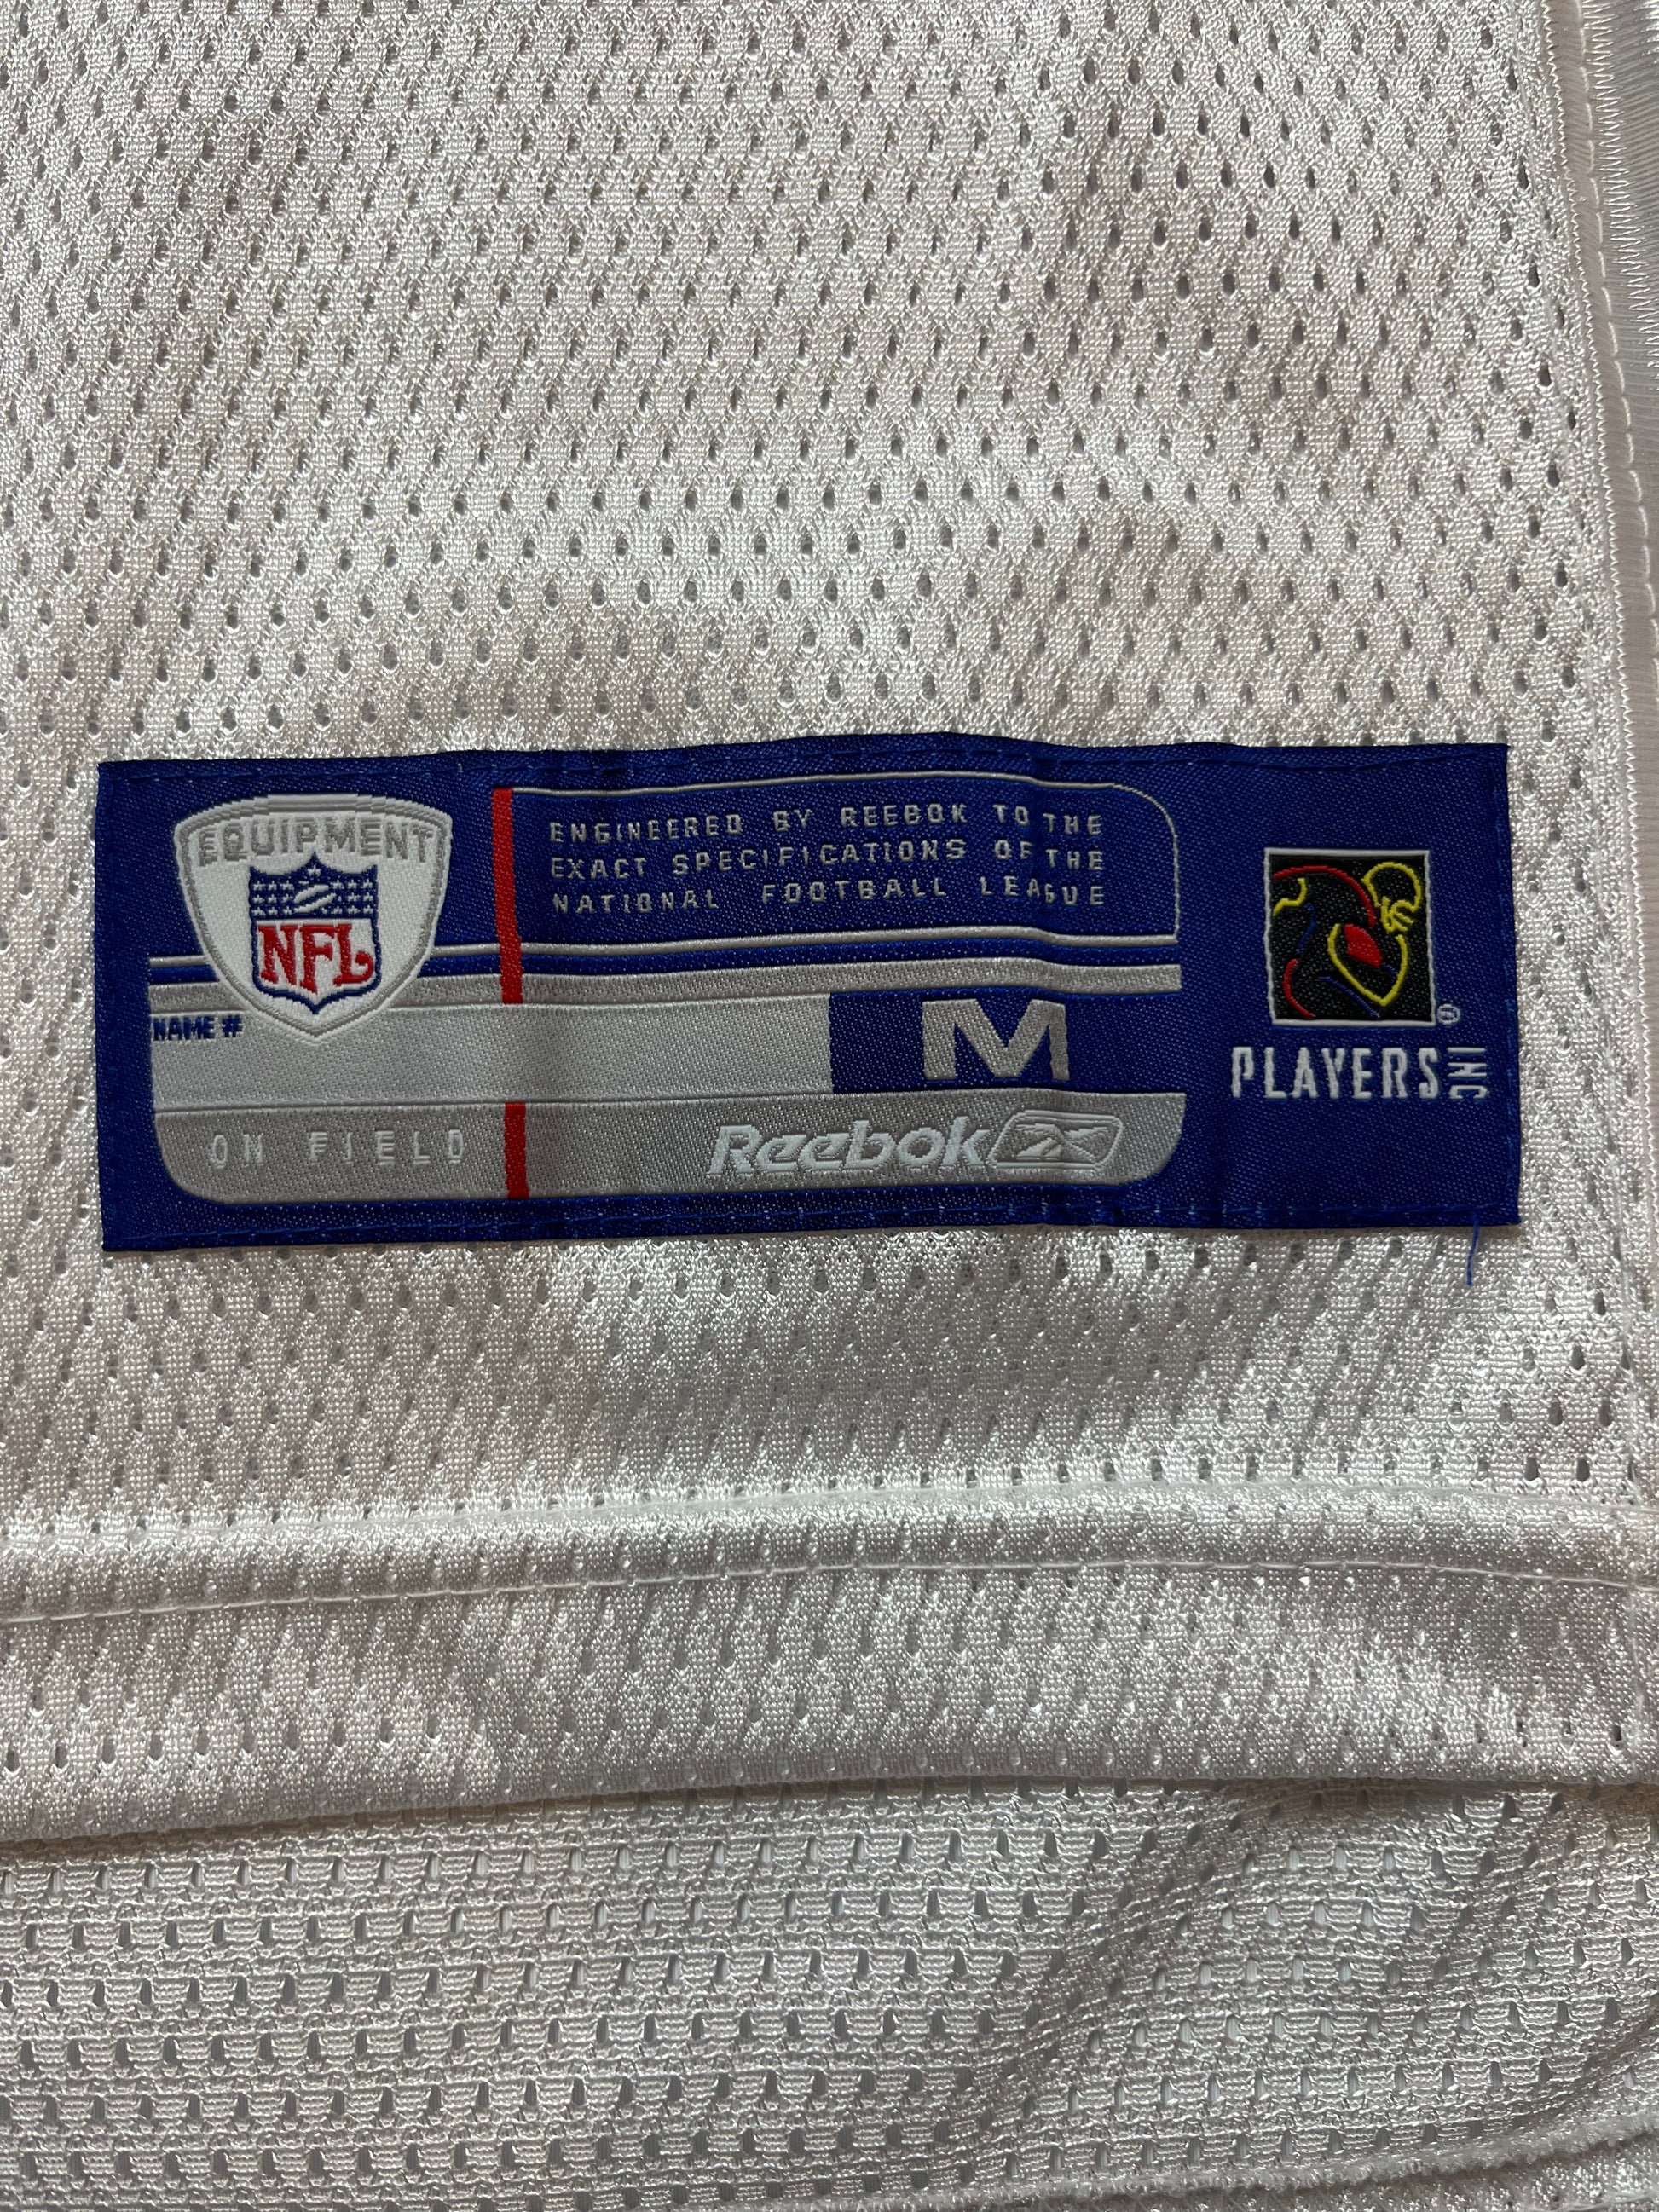 EQUIPMENT
NFL
ENGINEERED BY REEBOK TO THE
EXACT SPECIFICATIONS OF THE
NATIONAL FOOTBALL LEAGUE
NAME #
M
ON FIELD
Reebok
PLAYERS INC